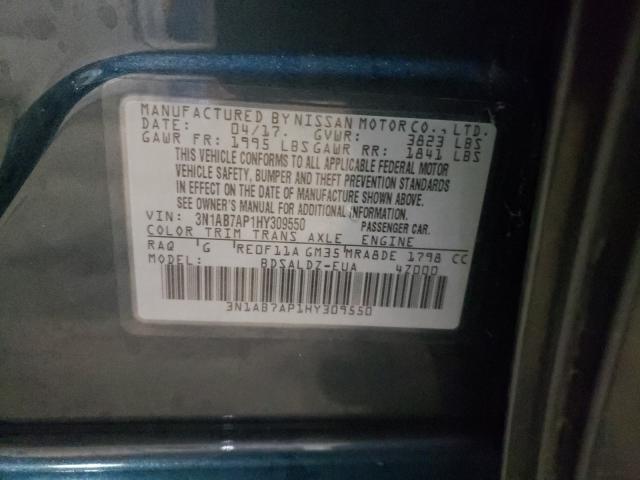 MANUFACTURED BY NISSAN MOTOR CO., LTD.
DATE: 04/17. GVWR: 3823 LBS
GAWR FR: 1995 LBS GAWR RR: 1841 LBS
THIS VEHICLE CONFORMS TO ALL APPLICABLE FEDERAL MOTOR
VEHICLE SAFETY, BUMPER AND THEFT PREVENTION STANDARDS
IN EFFECT ON THE DATE OF MANUFACTURE SHOWN ABOVE.
SEE OWNER'S MANUAL FOR ADDITIONAL INFORMATION.
VIN: 3N1AB7AP1HY309550 PASSENGER CAR.
COLOR TRIM TRANS AXLE ENGINE
RAQ G RE0F11A GM35 MRA8DE 1798 CC
MODEL: BDSALDZ-EUA 47000
3N1AB7AP1HY309550